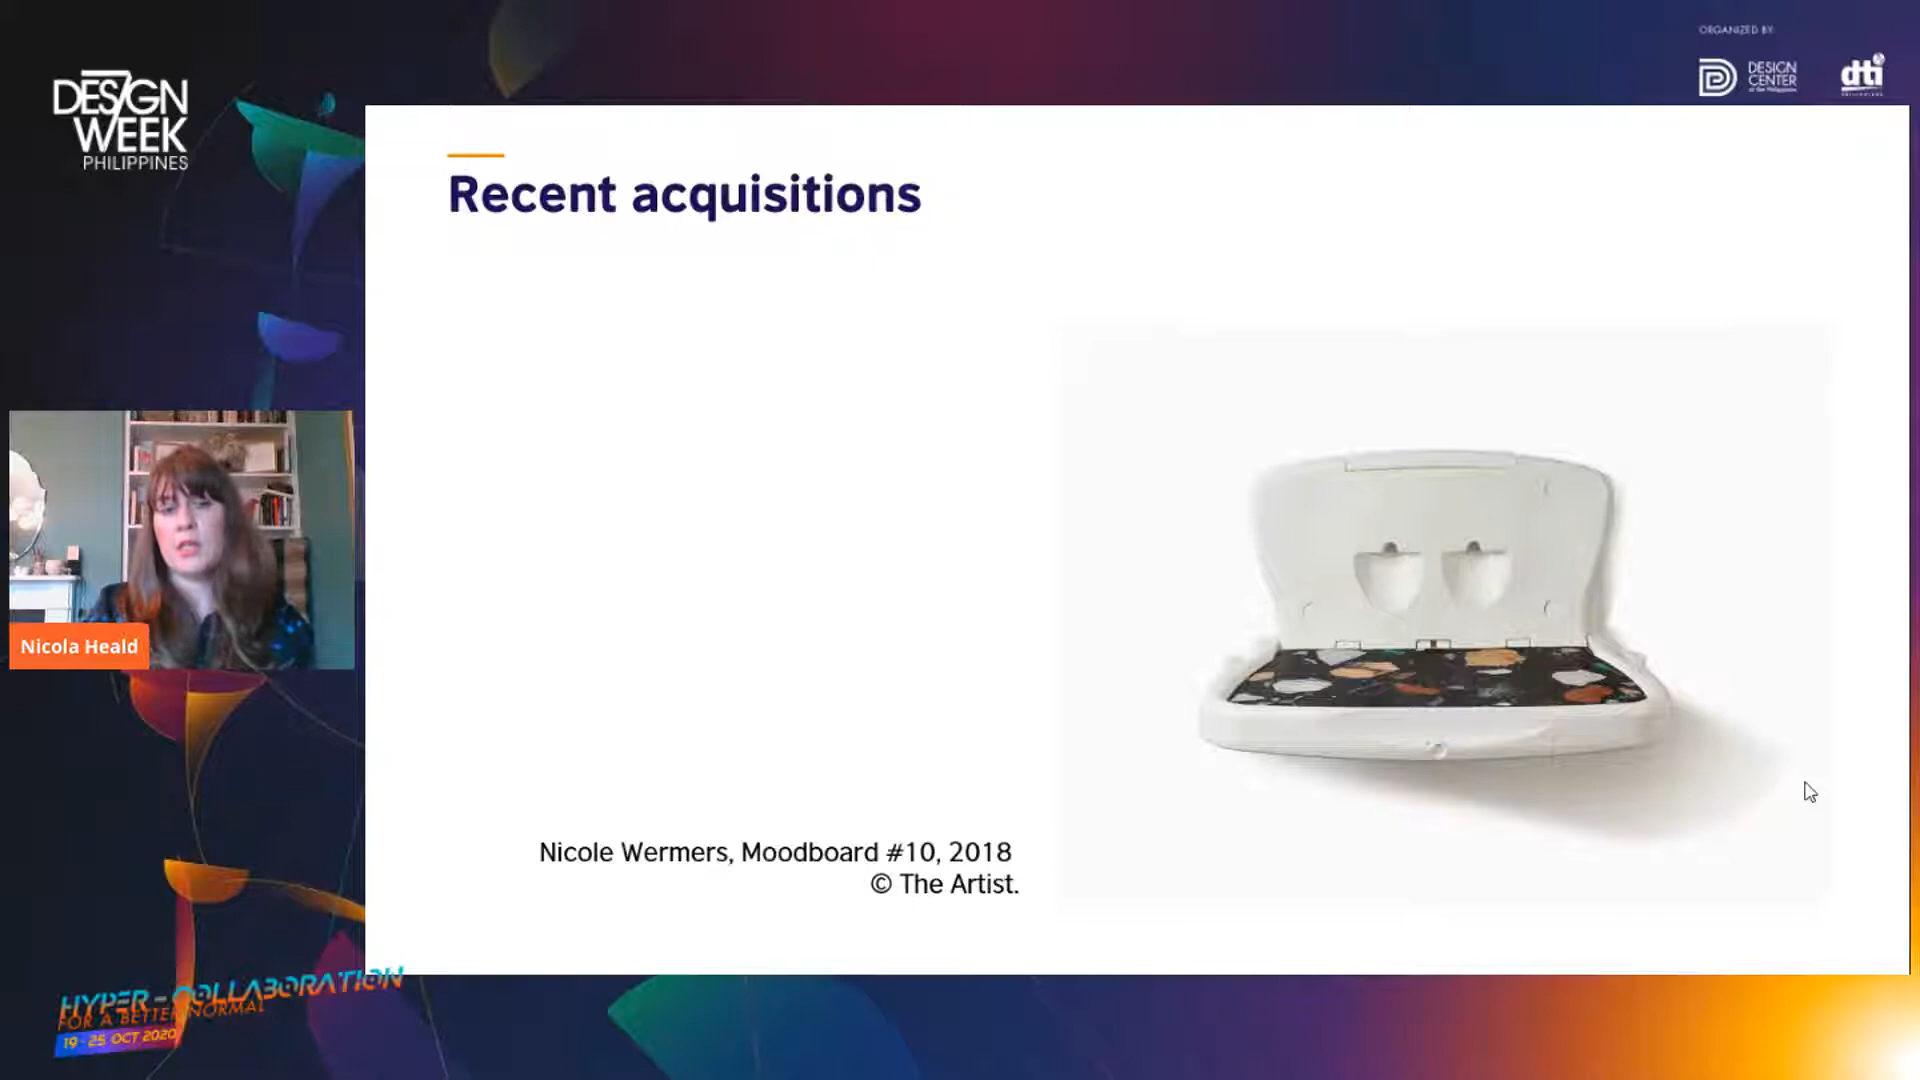 ORGANIZED BY:
DESIGN
WEEK
PHILIPPINES
DESIGN
CENTER
of the Philippines
dti
PHILIPPINES
Recent acquisitions
Nicola Heald
Nicole Wermers, Moodboard #10, 2018
© The Artist.
HYPER-COLLABORATION
FOR A BETTER NORMAL
19-25 OCT 2020